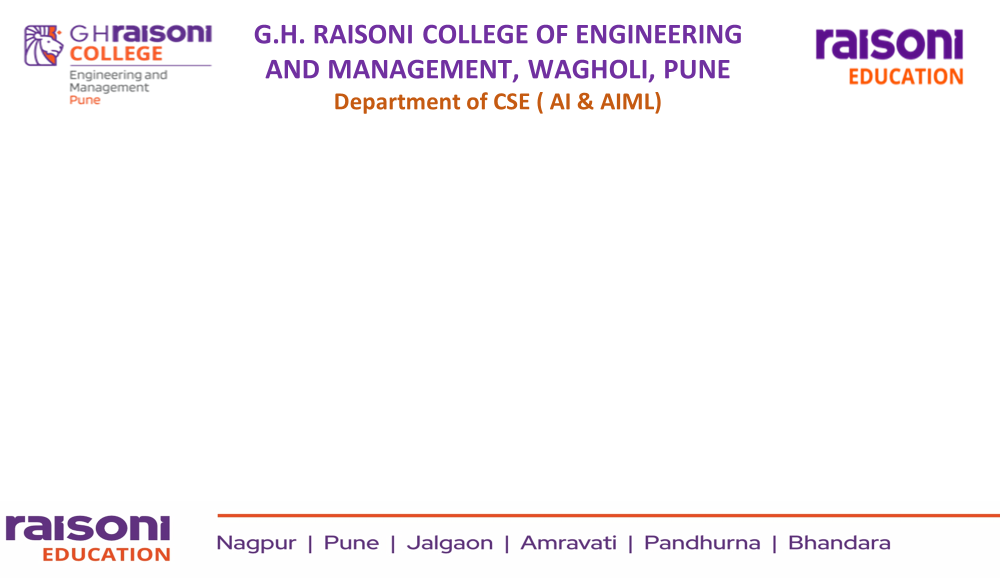 GHraisoni
COLLEGE
Engineering and
Management
Pune
G.H. RAISONI COLLEGE OF ENGINEERING
AND MANAGEMENT, WAGHOLI, PUNE
Department of CSE ( AI & AIML)
raisoni
EDUCATION
raisoni
EDUCATION
Nagpur | Pune | Jalgaon | Amravati | Pandhurna | Bhandara